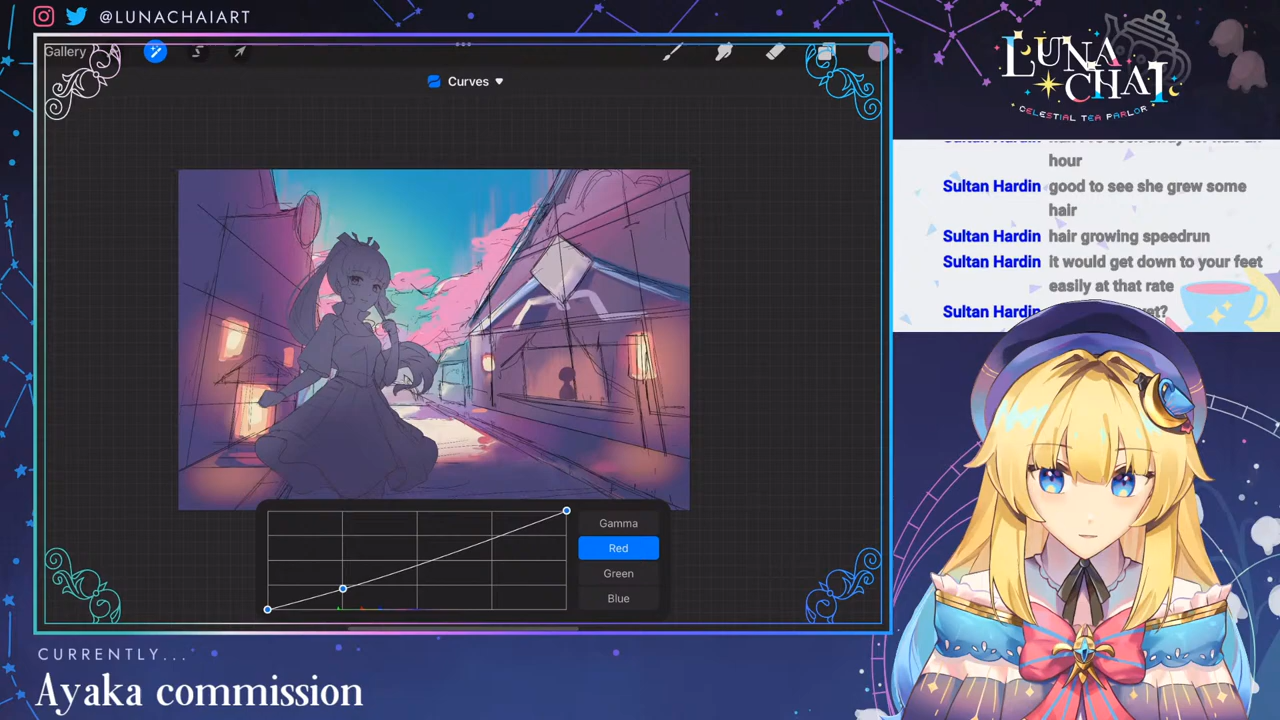 @LUNACHAIART
Gallery
Curves
Gamma
Red
Green
Blue
CURRENTLY...
Ayaka commission
LUNA
CHAI
CELESTIAL TEA PARLOR
hour
Sultan Hardin good to see she grew some
hair
Sultan Hardin hair growing speedrun
Sultan Hardin It would get down to your feet
easily at that rate
Sultan Hardin